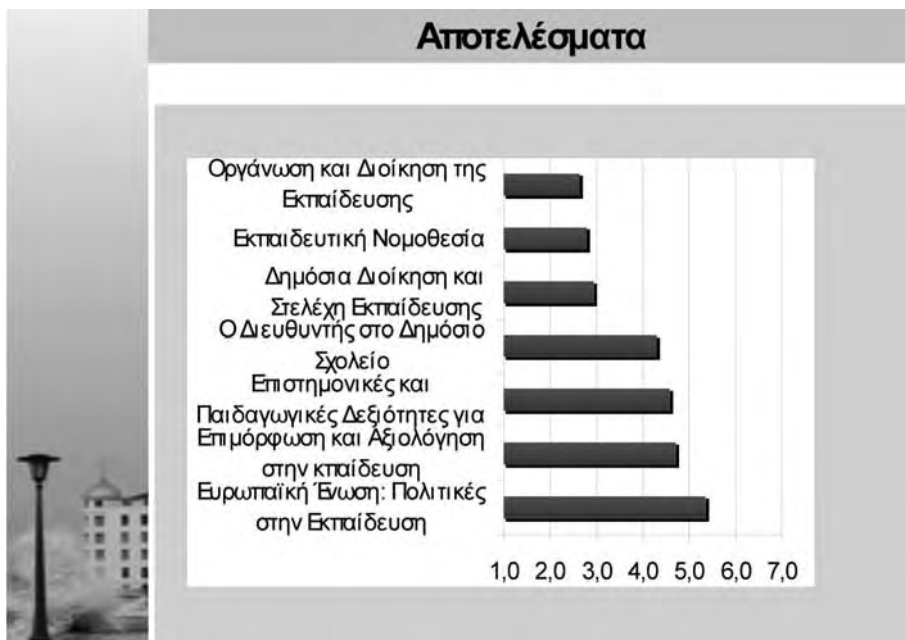 Αποτελέσματα
Οργάνωση και Διοίκηση της
Εκπαίδευσης
Εκπαιδευτική Νομοθεσία
Δημόσια Διοίκηση και
Στελέχη Εκπαίδευσης
Ο Διευθυντής στο Δημόσιο
Σχολείο
Επιστημονικές και
Παιδαγωγικές Δεξιότητες για
Επιμόρφωση και Αξιολόγηση
στην κπαίδευση
Ευρωπαϊκή Ένωση: Πολιτικές
στην Εκπαίδευση
1,0 2,0 3,0 4,0 5,0 6,0 7,0